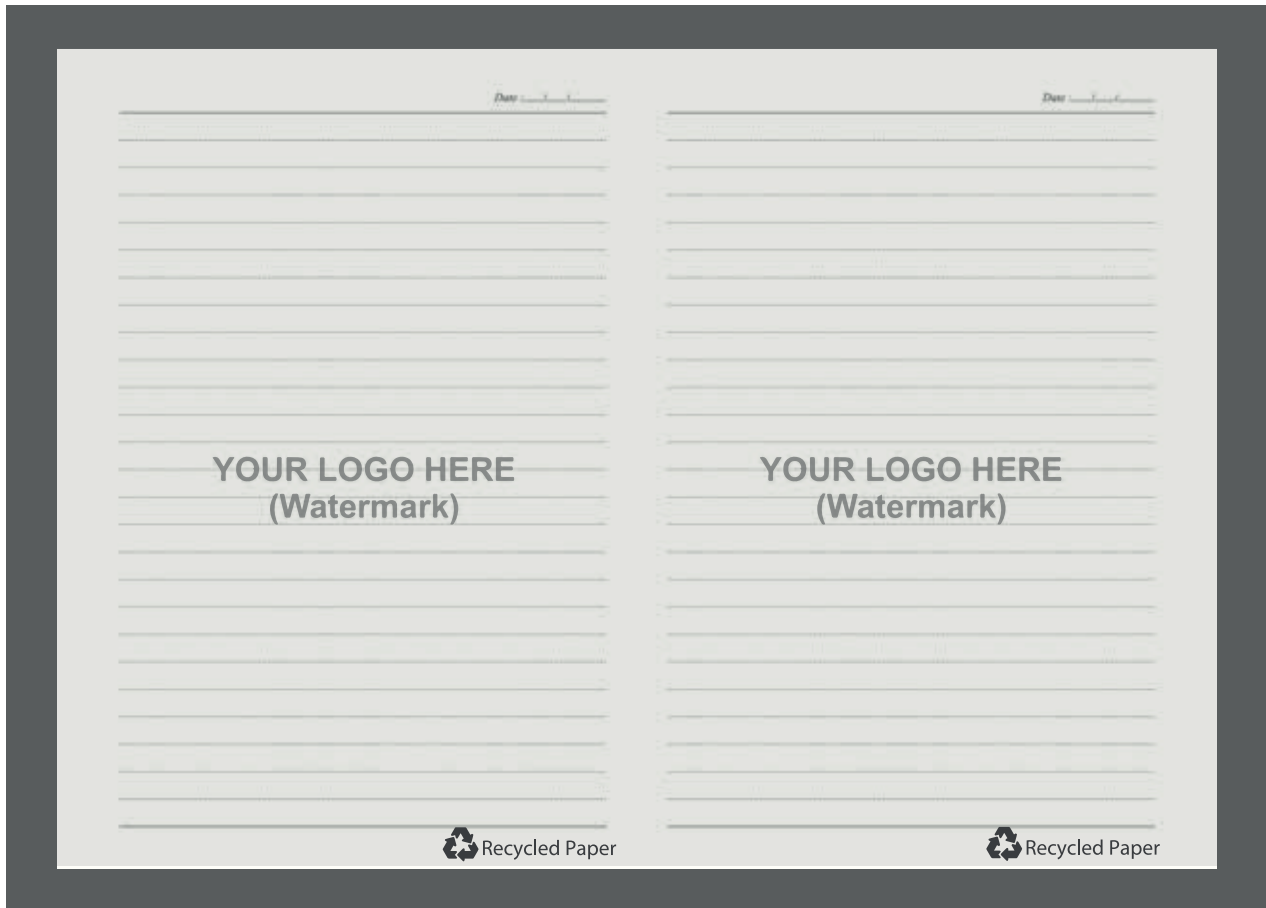 Date :
YOUR LOGO HERE
(Watermark)
Recycled Paper
Date :
YOUR LOGO HERE
(Watermark)
Recycled Paper